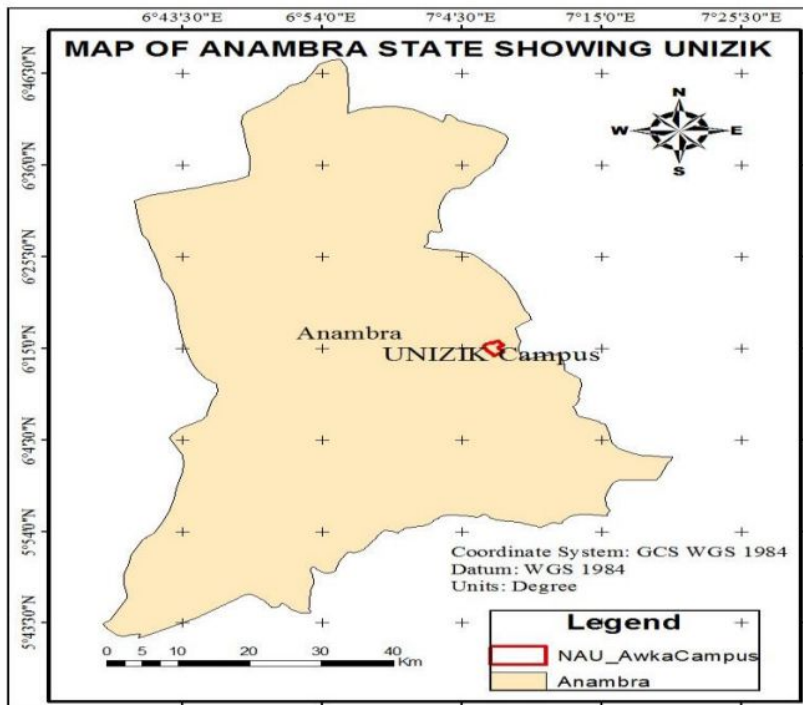 6°43'30"E 6°54'0"E 7°4'30"E 7°15'0"E 7°25'30"E
MAP OF ANAMBRA STATE SHOWING UNIZIK
6°46'30"N
N
W E
S
6°36'0"N
6°25'30"N
Anambra
6°15'0"N
UNIZIK Campus
6°4'30"N
5°54'0"N
Coordinate System: GCS WGS 1984
Datum: WGS 1984
Units: Degree
5°43'30"N
Legend
NAU_AwkaCampus
Anambra
0 5 10 20 30 40
Km